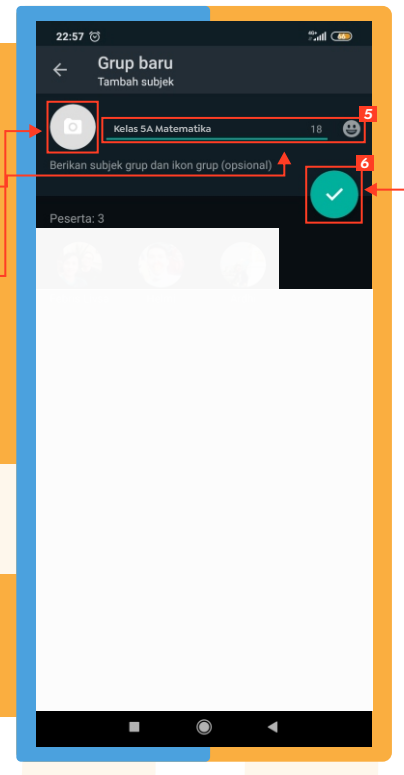 22:57
66
Grup baru
Tambah subjek
5
Kelas 5A Matematika 18
Berikan subjek grup dan ikon grup (opsional)
6
Peserta: 3